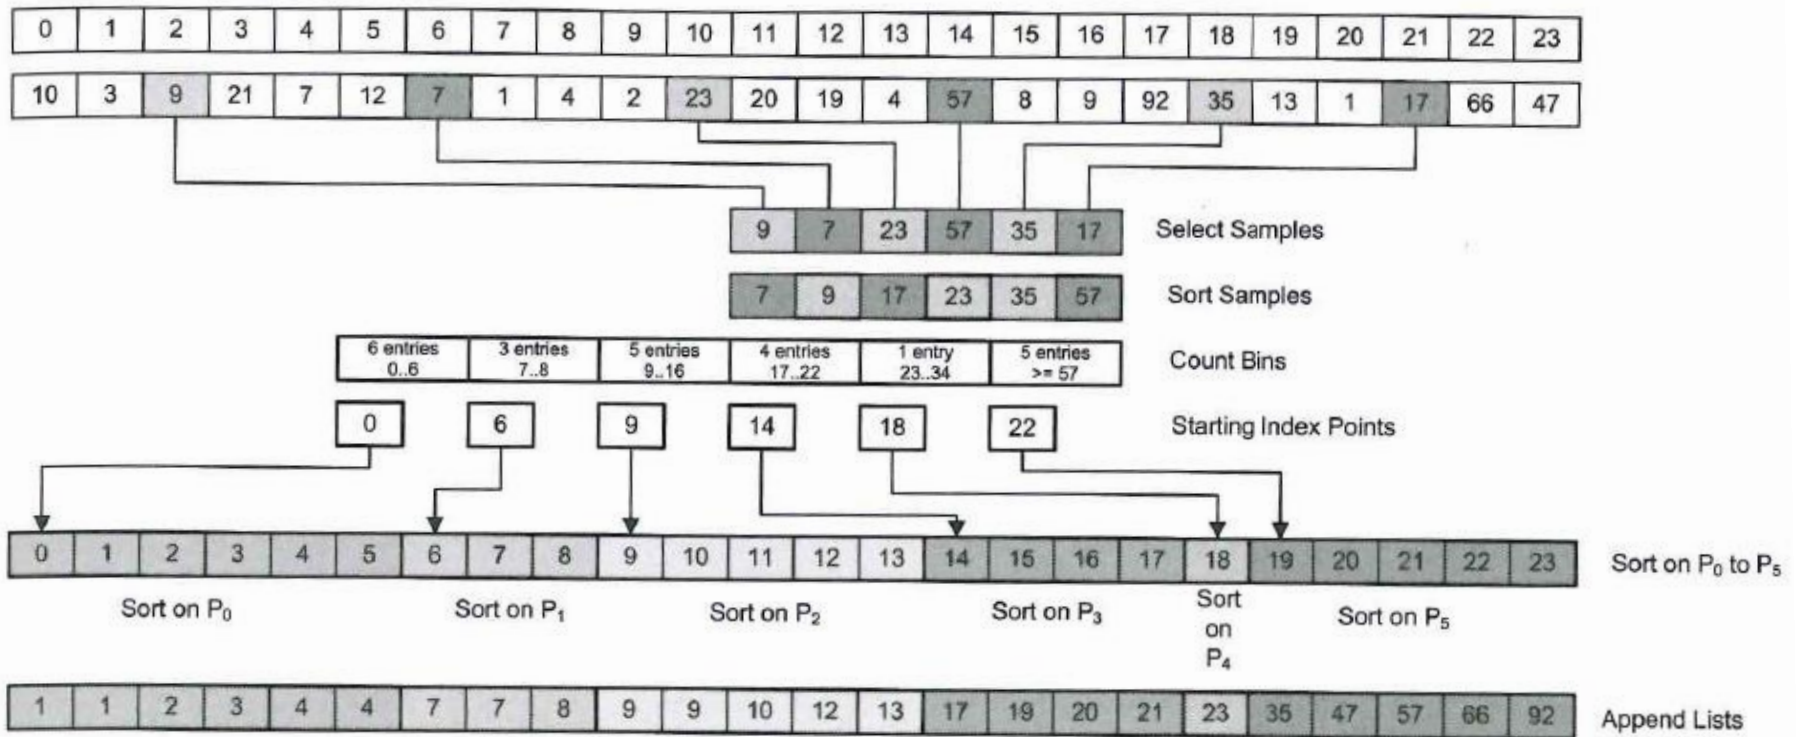 0 1 2 3 4 5 6 7 8 9 10 11 12 13 14 15 16 17 18 19 20 21 22 23
10 3 9 21 7 12 7 1 4 2 23 20 19 4 57 8 9 92 35 13 1 17 66 47
9 7 23 57 35 17 Select Samples
7 9 17 23 35 57 Sort Samples
6 entries 3 entries 5 entries 4 entries 1 entry 5 entries
0..6 7..8 9..16 17..22 23..34 >= 57
Count Bins
0 6 9 14 18 22 Starting Index Points
0 1 2 3 4 5 6 7 8 9 10 11 12 13 14 15 16 17 18 19 20 21 22 23 Sort on P0 to P5
Sort on P0 Sort on P1 Sort on P2 Sort on P3 Sort on P4 Sort on P5
1 1 2 3 4 4 7 7 8 9 9 10 12 13 17 19 20 21 23 35 47 57 66 92 Append Lists